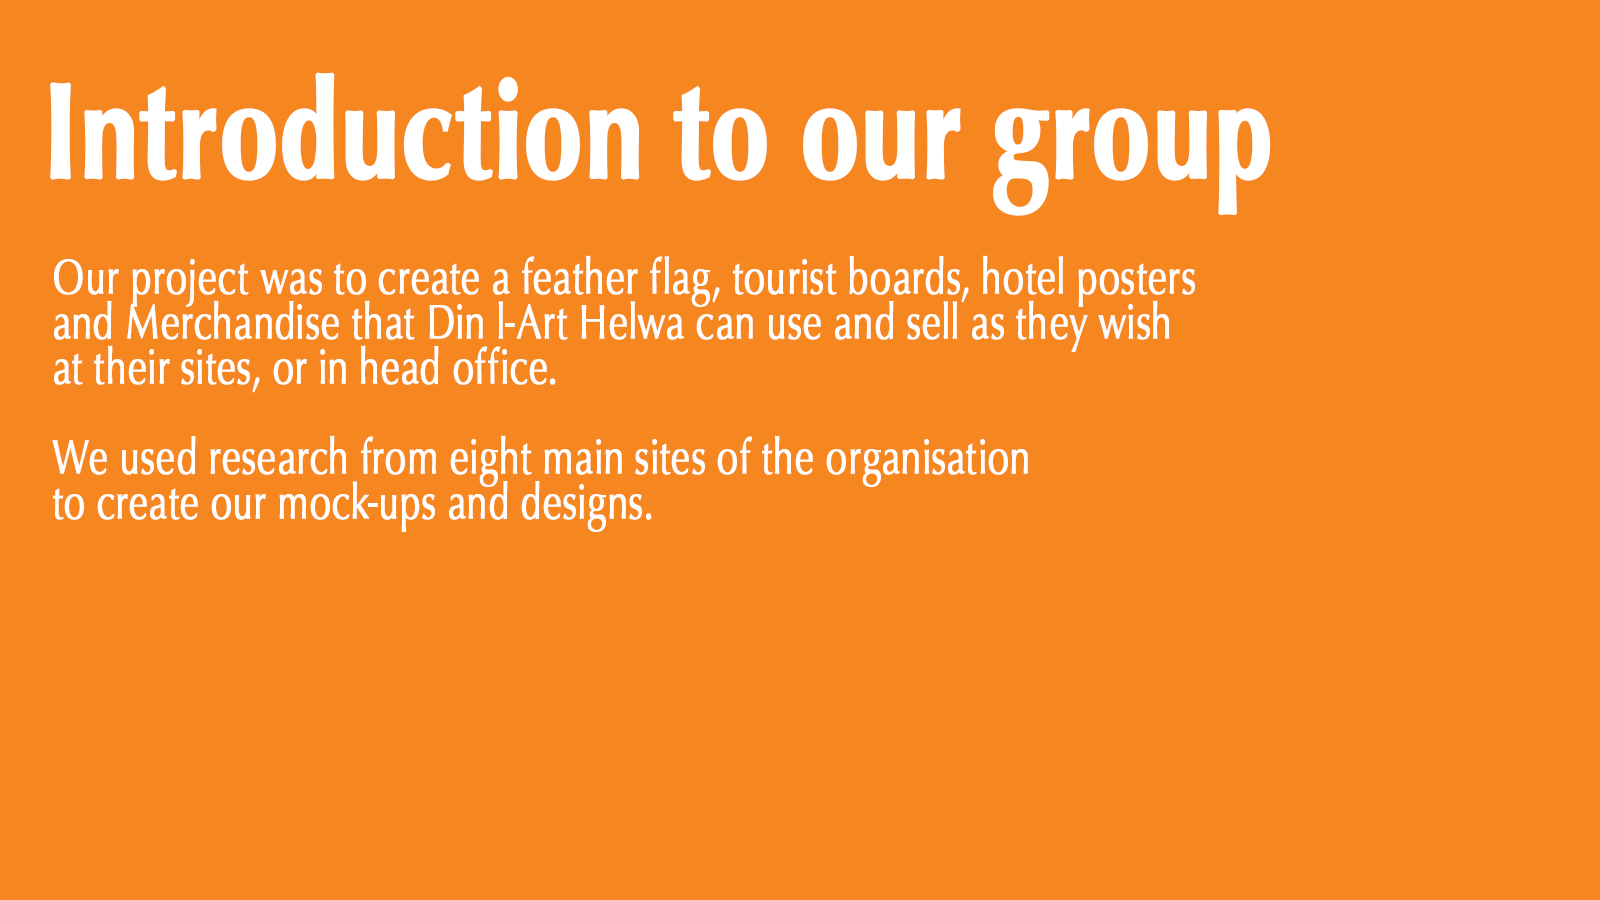 Introduction to our group
Our project was to create a feather flag, tourist boards, hotel posters
and Merchandise that Din l-Art Helwa can use and sell as they wish
at their sites, or in head office.
We used research from eight main sites of the organisation
to create our mock-ups and designs.